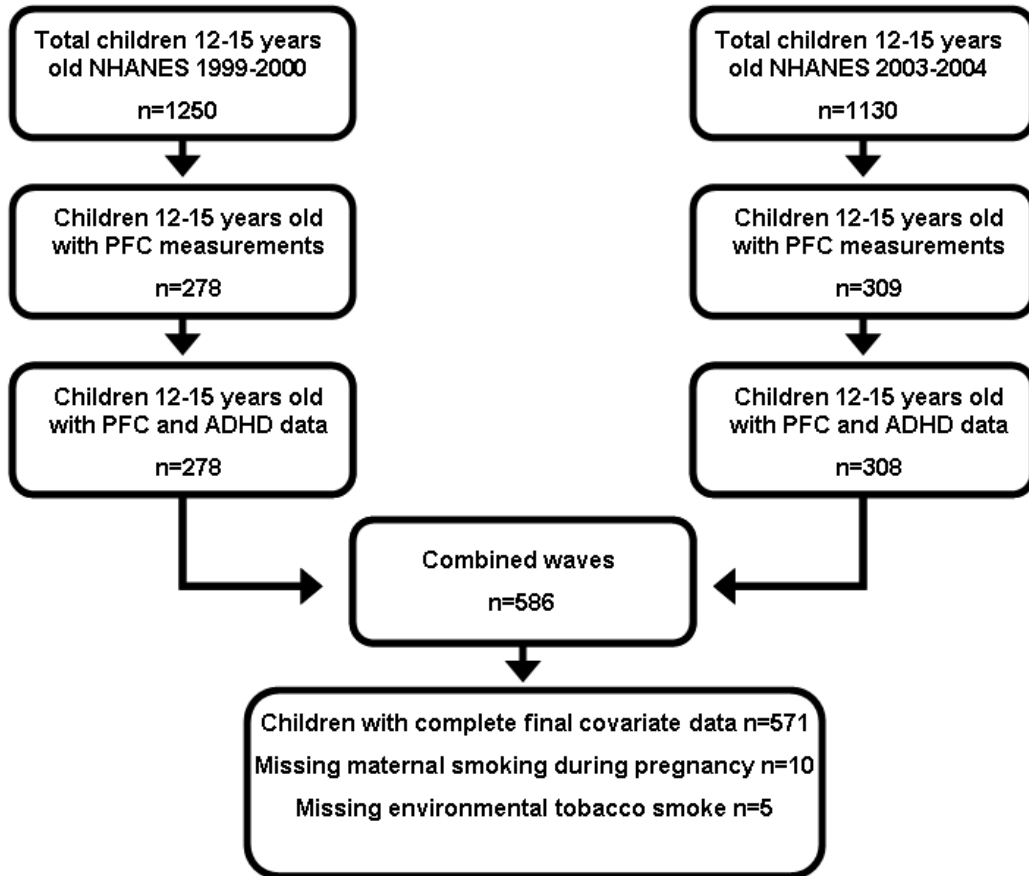 Total children 12-15 years
old NHANES 1999-2000
n=1250
Total children 12-15 years
old NHANES 2003-2004
n=1130
Children 12-15 years old
with PFC measurements
n=278
Children 12-15 years old
with PFC measurements
n=309
Children 12-15 years old
with PFC and ADHD data
n=278
Children 12-15 years old
with PFC and ADHD data
n=308
Combined waves
n=586
Children with complete final covariate data n=571
Missing maternal smoking during pregnancy n=10
Missing environmental tobacco smoke n=5